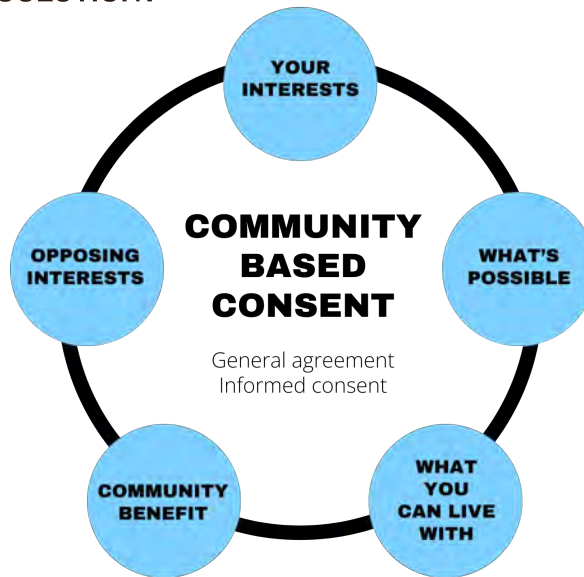 YOUR
INTERESTS
OPPOSING
INTERESTS
COMMUNITY
BASED
CONSENT
General agreement
Informed consent
WHAT'S
POSSIBLE
COMMUNITY
BENEFIT
WHAT
YOU
CAN LIVE
WITH